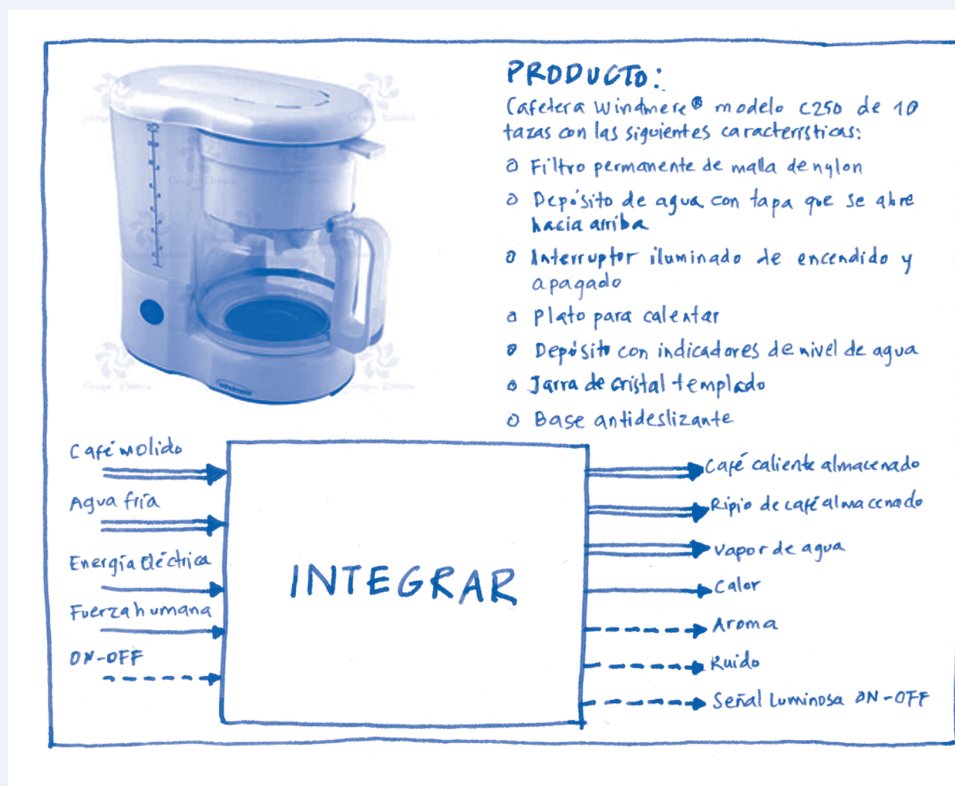 PRODUCTO:
Cafetera Windmere® modelo C250 de 10
tazas con las siguientes características:
o Filtro permanente de malla de nylon
o Depósito de agua con tapa que se abre
hacia arriba
o Interruptor iluminado de encendido y
apagado
o Plato para calentar
o Depósito con indicadores de nivel de agua
o Jarra de cristal templado
o Base antideslizante
Café molido
Agua fría
Energía Eléctrica
Fuerza humana
ON-OFF
INTEGRAR
Café caliente almacenado
Ripio de café almacenado
Vapor de agua
Calor
Aroma
Ruido
Señal Luminosa ON-OFF